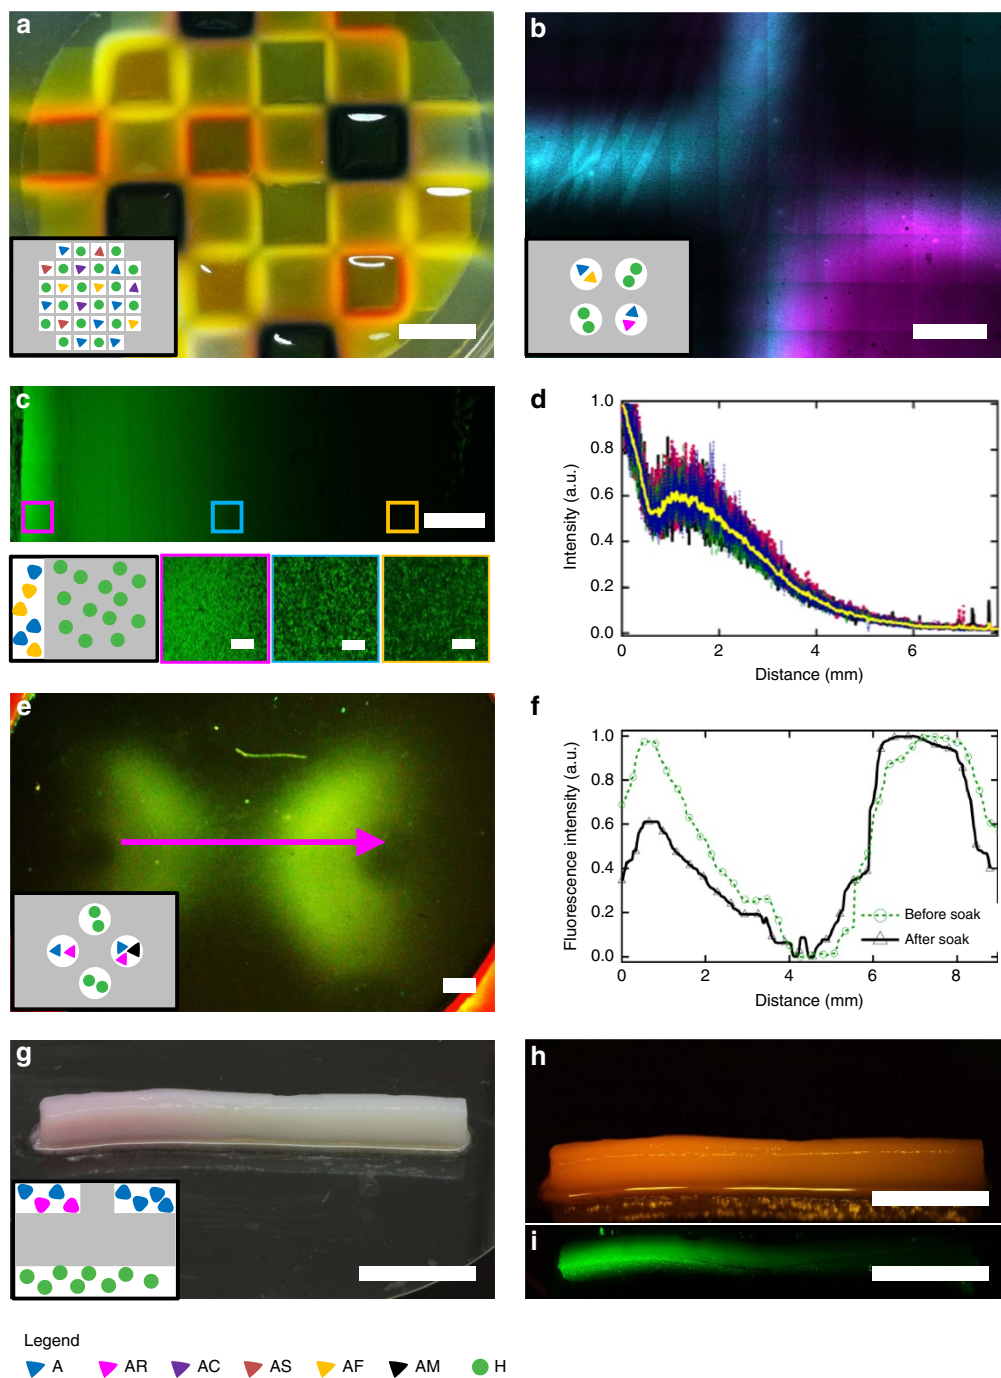 a
b
c
d
1.0
0.8
0.6
0.4
0.2
0.0
Intensity (a.u.)
0 2 4 6
Distance (mm)
e
f
1.0
0.8
0.6
0.4
0.2
0.0
Fluorescence intensity (a.u.)
Before soak
After soak
0 2 4 6 8
Distance (mm)
g
h
i
Legend
A AR AC AS AF AM H